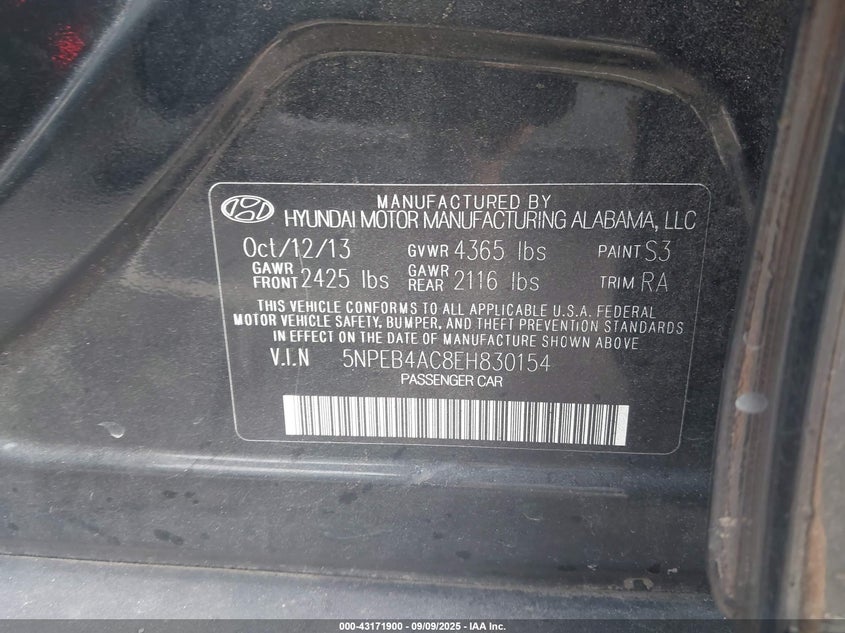 MANUFACTURED BY
HYUNDAI MOTOR MANUFACTURING ALABAMA, LLC
Oct/12/13 GVWR 4365 lbs PAINT S3
GAWR FRONT 2425 lbs GAWR REAR 2116 lbs TRIM RA
THIS VEHICLE CONFORMS TO ALL APPLICABLE U.S.A. FEDERAL
MOTOR VEHICLE SAFETY, BUMPER, AND THEFT PREVENTION STANDARDS
IN EFFECT ON THE DATE OF MANUFACTURE SHOWN ABOVE
V.I.N 5NPEB4AC8EH830154
PASSENGER CAR
000-43171900 - 09/09/2025 - IAA Inc.